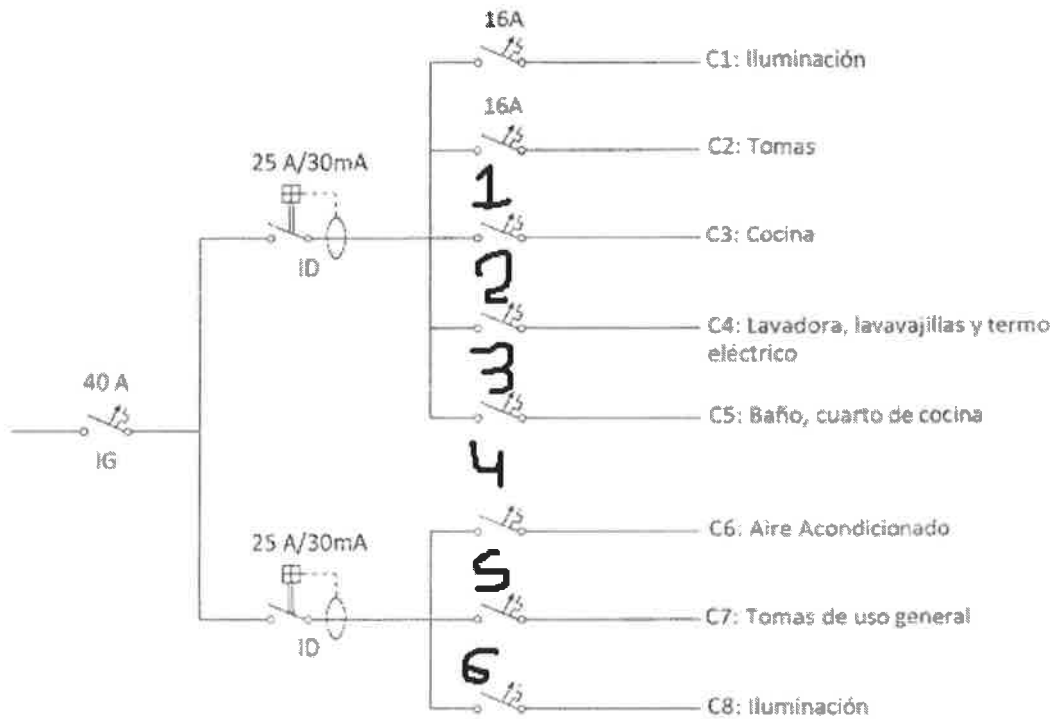 16A
C1: Iluminación
16A
C2: Tomas
25 A/30mA
ID
1
C3: Cocina
2
C4: Lavadora, lavavajillas y termo
eléctrico
3
C5: Baño, cuarto de cocina
40 A
IG
4
C6: Aire Acondicionado
25 A/30mA
ID
5
C7: Tomas de uso general
6
C8: Iluminación